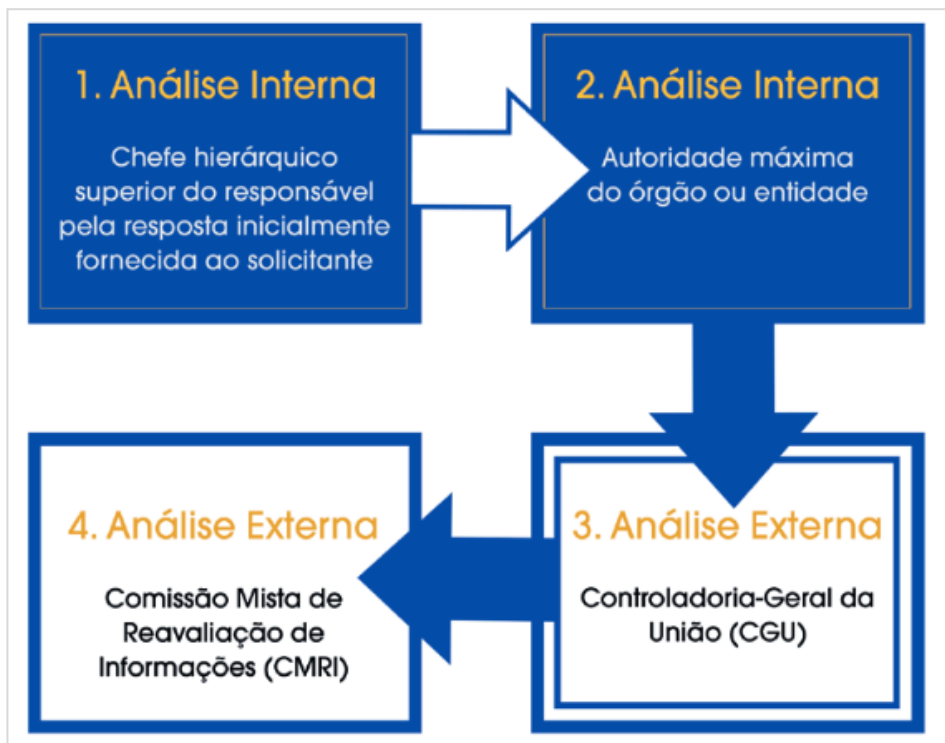 1. Análise Interna
Chefe hierárquico
superior do responsável
pela resposta inicialmente
fornecida ao solicitante
2. Análise Interna
Autoridade máxima
do órgão ou entidade
3. Análise Externa
Controladoria-Geral da
União (CGU)
4. Análise Externa
Comissão Mista de
Reavaliação de
Informações (CMRI)